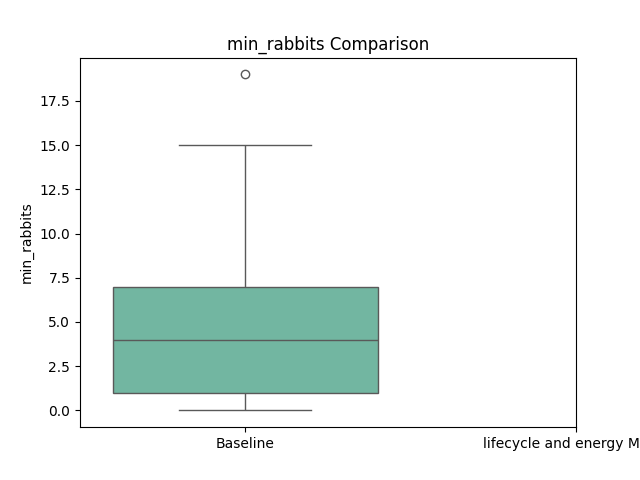 min_rabbits Comparison
min_rabbits
17.5
15.0
12.5
10.0
7.5
5.0
2.5
0.0
Baseline
lifecycle and energy M